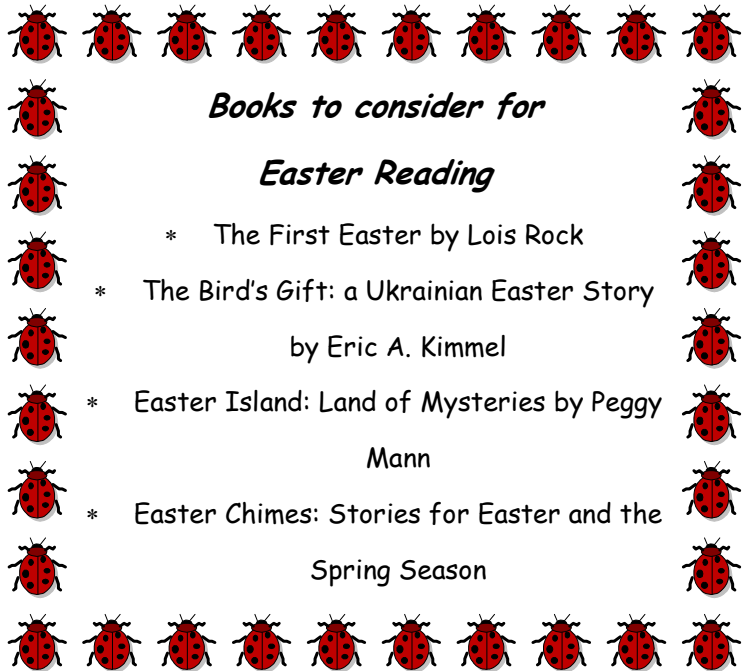 Books to consider for
Easter Reading
* The First Easter by Lois Rock
* The Bird's Gift: a Ukrainian Easter Story
by Eric A. Kimmel
* Easter Island: Land of Mysteries by Peggy
Mann
* Easter Chimes: Stories for Easter and the
Spring Season